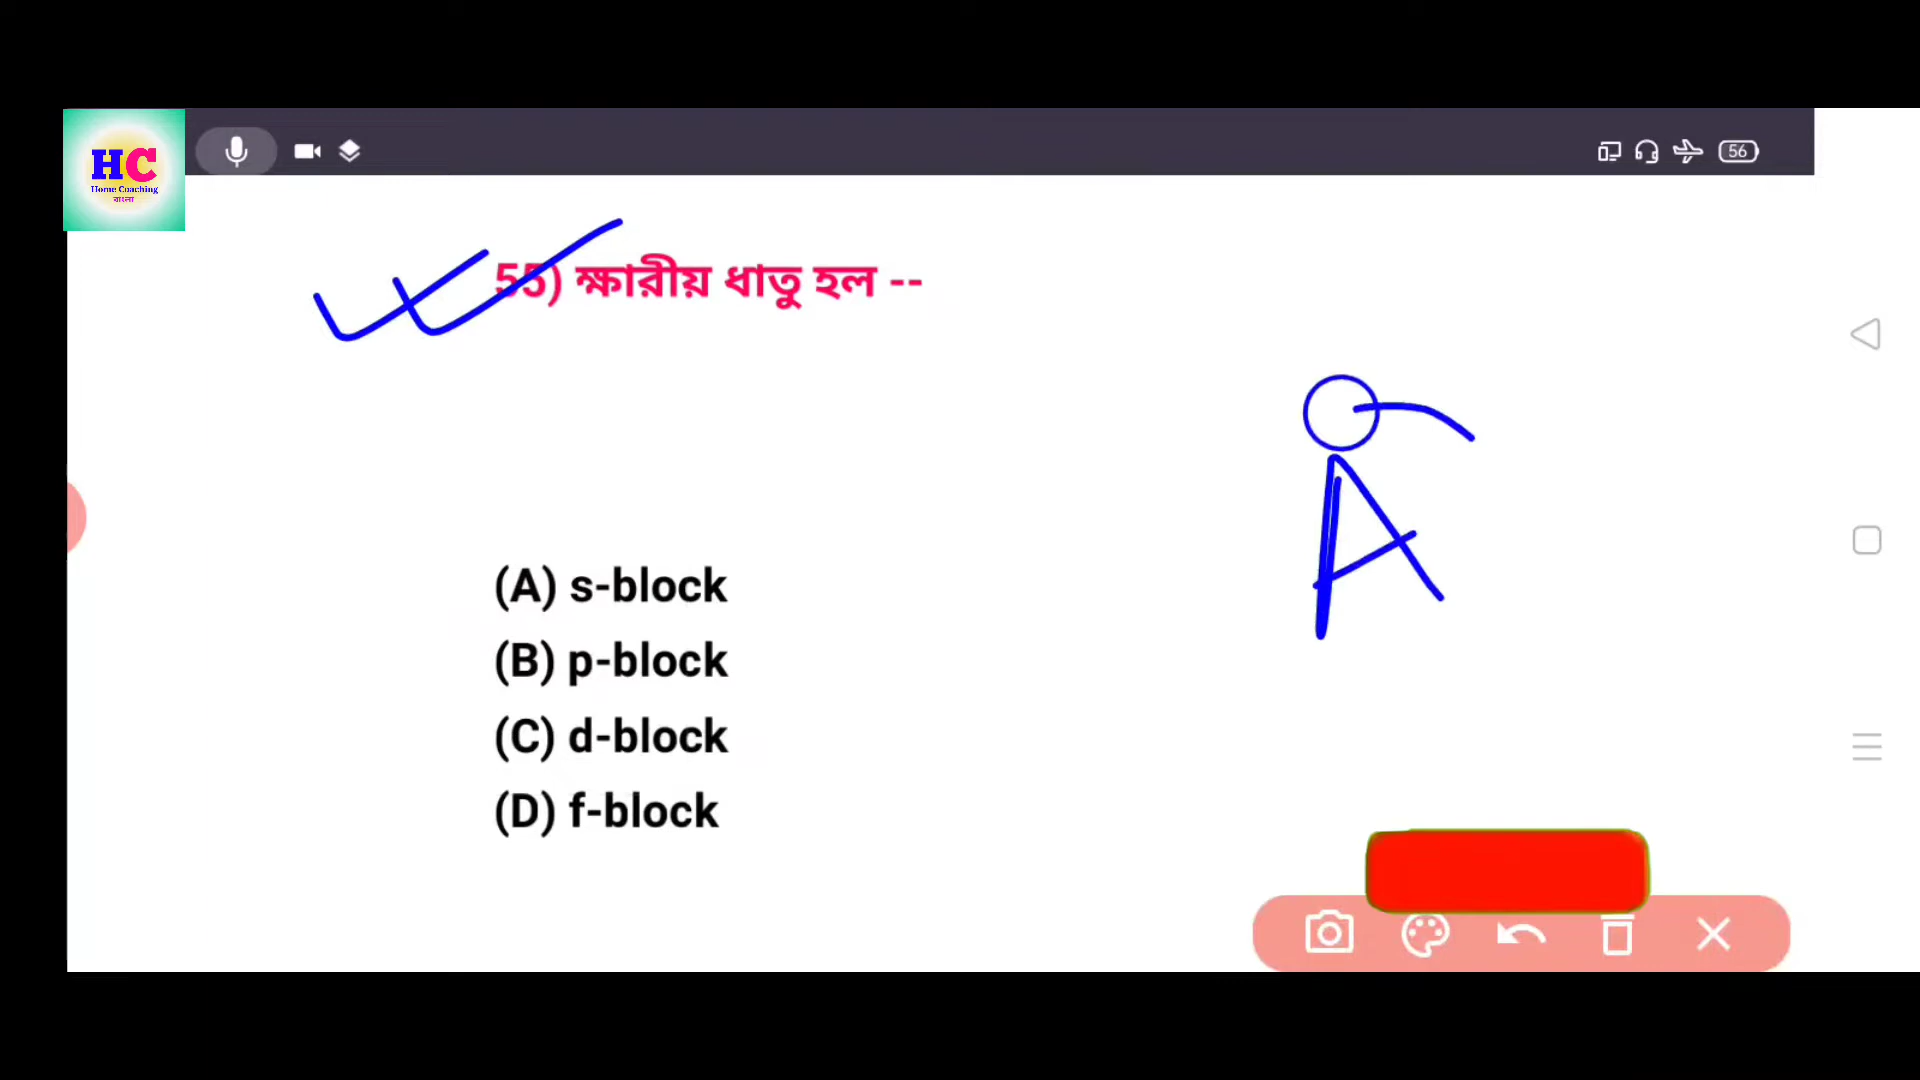 HC
Home Coaching
বাংলা
56
55) ক্ষারীয় ধাতু হল --
A
(A) s-block
(B) p-block
(C) d-block
(D) f-block